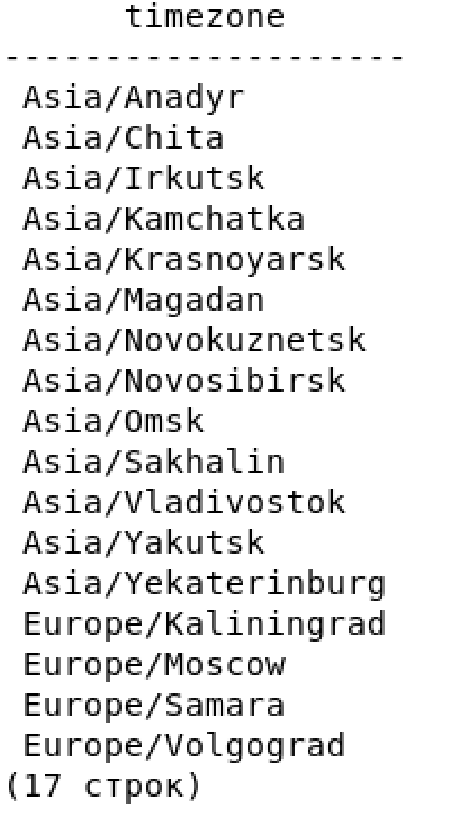 timezone
--------------------
Asia/Anadyr
Asia/Chita
Asia/Irkutsk
Asia/Kamchatka
Asia/Krasnoyarsk
Asia/Magadan
Asia/Novokuznetsk
Asia/Novosibirsk
Asia/Omsk
Asia/Sakhalin
Asia/Vladivostok
Asia/Yakutsk
Asia/Yekaterinburg
Europe/Kaliningrad
Europe/Moscow
Europe/Samara
Europe/Volgograd
(17 строк)